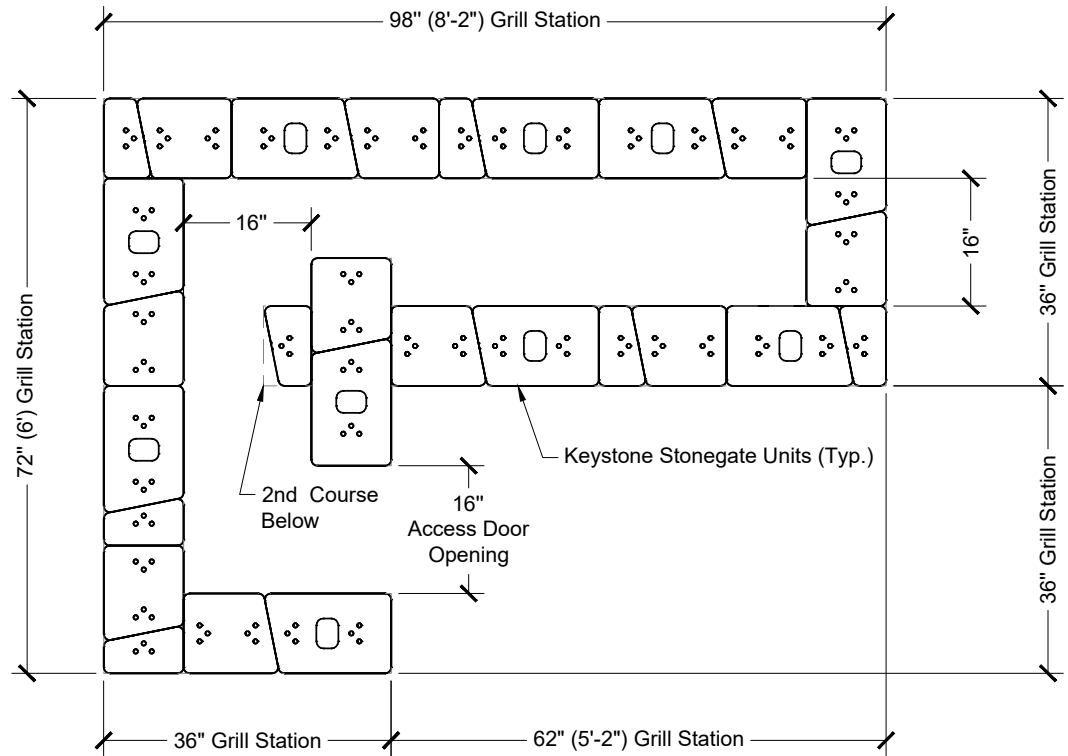 98" (8'-2") Grill Station
16"
16"
36" Grill Station
72" (6') Grill Station
Keystone Stonegate Units (Typ.)
2nd Course
Below
16"
Access Door
Opening
36" Grill Station
36" Grill Station
62" (5'-2") Grill Station